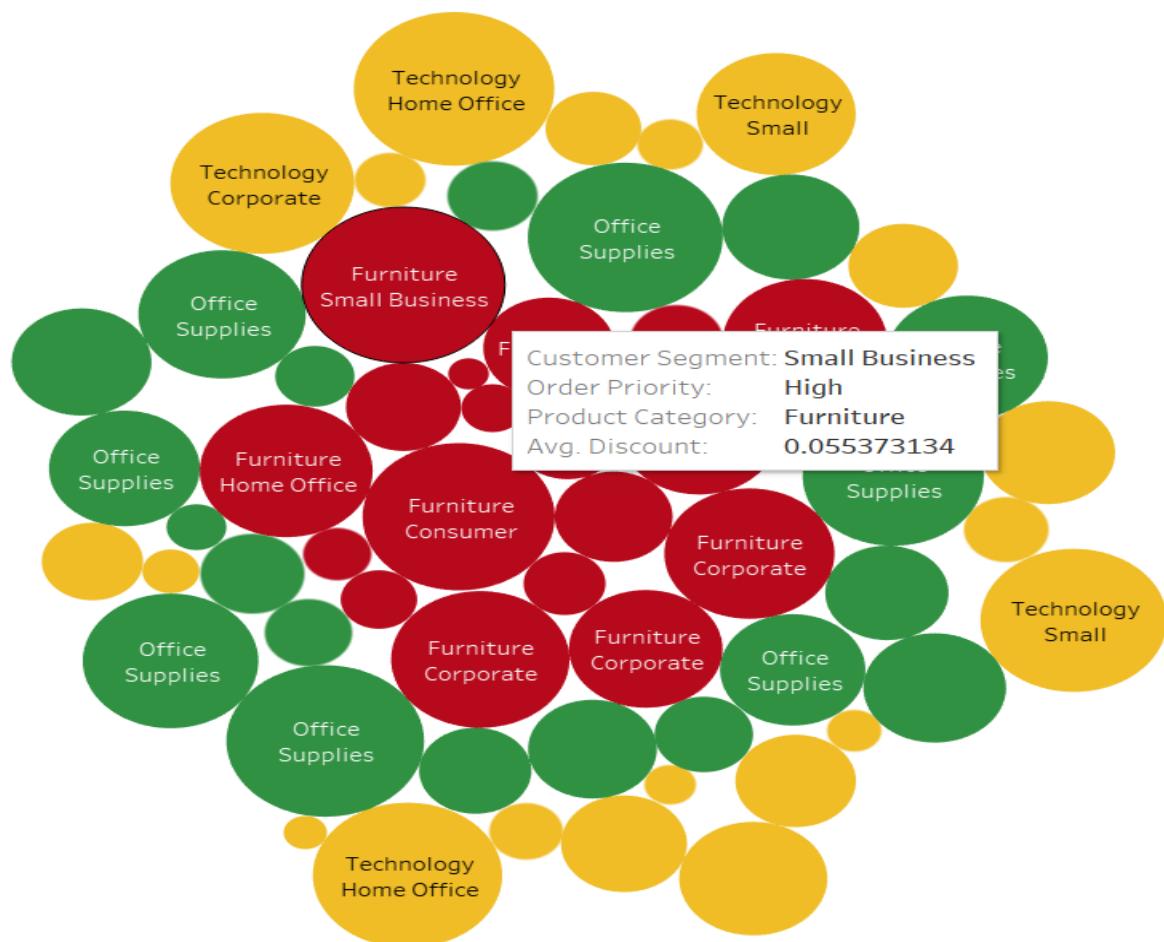 Technology
Home Office
Technology
Small
Technology
Corporate
Office
Supplies
Furniture
Small Business
Office
Supplies
Furniture
Customer Segment: Small Business
Order Priority: High
Product Category: Furniture
Avg. Discount: 0.055373134
Office
Supplies
Furniture
Home Office
Supplies
Furniture
Consumer
Furniture
Corporate
Technology
Small
Office
Supplies
Furniture
Corporate
Furniture
Corporate
Office
Supplies
Office
Supplies
Technology
Home Office